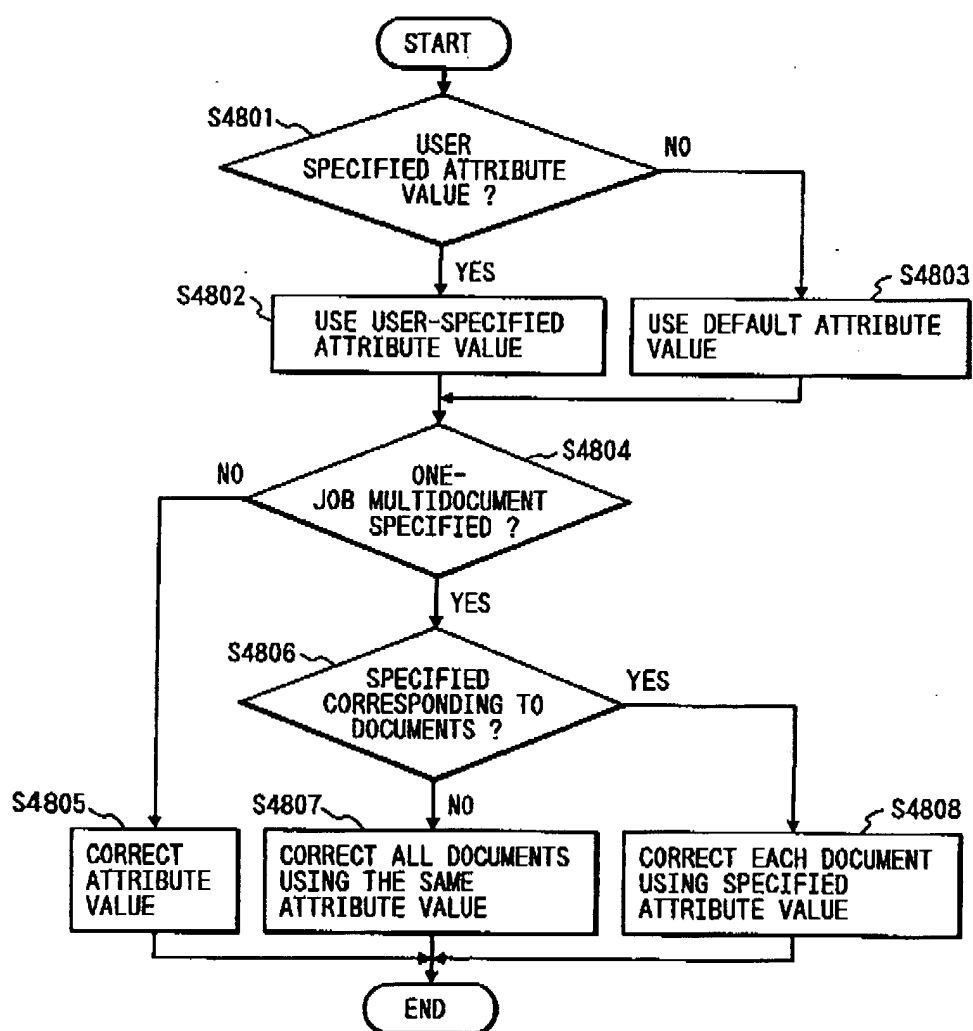 START
S4801
USER
SPECIFIED ATTRIBUTE
VALUE ?
NO
YES
S4802
USE USER-SPECIFIED
ATTRIBUTE VALUE
S4803
USE DEFAULT ATTRIBUTE
VALUE
S4804
NO
ONE-
JOB MULTIDOCUMENT
SPECIFIED ?
YES
S4806
SPECIFIED
CORRESPONDING TO
DOCUMENTS ?
YES
S4805
CORRECT
ATTRIBUTE
VALUE
S4807
NO
CORRECT ALL DOCUMENTS
USING THE SAME
ATTRIBUTE VALUE
S4808
CORRECT EACH DOCUMENT
USING SPECIFIED
ATTRIBUTE VALUE
END